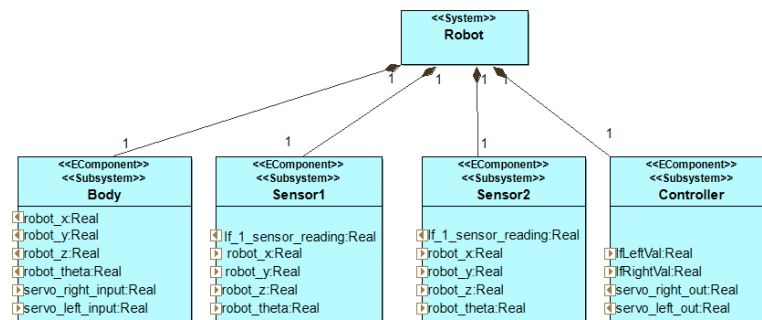 <<System>>
Robot
1 1 1 1
1 1 1 1
<<EComponent>>
<<Subsystem>>
Body
robot_x:Real
robot_y:Real
robot_z:Real
robot_theta:Real
servo_right_input:Real
servo_left_input:Real
<<EComponent>>
<<Subsystem>>
Sensor1
lf_1_sensor_reading:Real
robot_x:Real
robot_y:Real
robot_z:Real
robot_theta:Real
<<EComponent>>
<<Subsystem>>
Sensor2
lf_1_sensor_reading:Real
robot_x:Real
robot_y:Real
robot_z:Real
robot_theta:Real
<<EComponent>>
<<Subsystem>>
Controller
lfLeftVal:Real
lfRightVal:Real
servo_right_out:Real
servo_left_out:Real